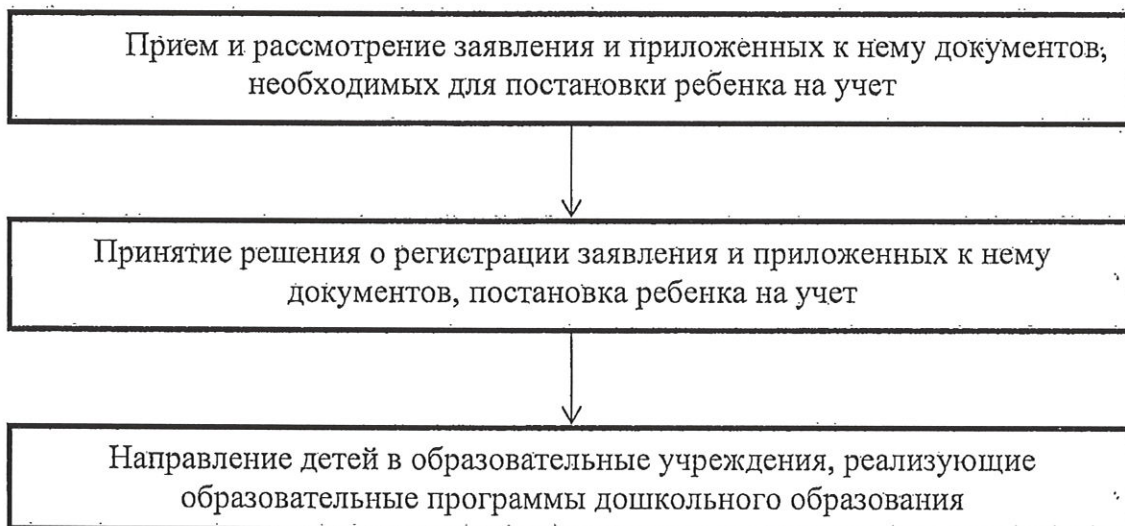 Прием и рассмотрение заявления и приложенных к нему документов,
необходимых для постановки ребенка на учет
Принятие решения о регистрации заявления и приложенных к нему
документов, постановка ребенка на учет
Направление детей в образовательные учреждения, реализующие
образовательные программы дошкольного образования